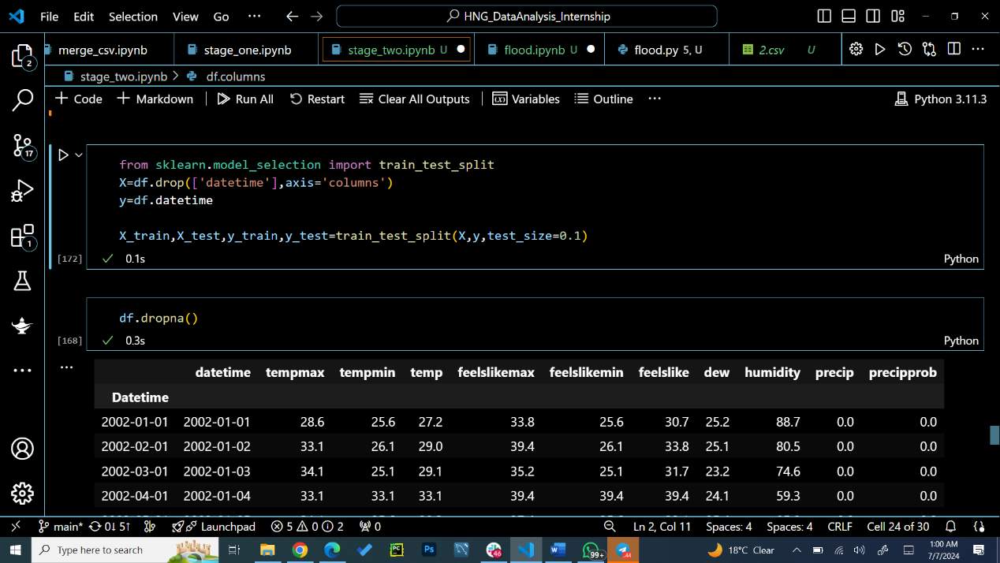 File Edit Selection View Go ··· HNG_DataAnalysis_Internship
merge_csv.ipynb stage_one.ipynb stage_two.ipynb U flood.ipynb U flood.py 5, U 2.csv U
stage_two.ipynb > df.columns
+ Code + Markdown Run All Restart Clear All Outputs Variables Outline ··· Python 3.11.3
from sklearn.model_selection import train_test_split
X=df.drop(['datetime'],axis='columns')
y=df.datetime
X_train,X_test,y_train,y_test=train_test_split(X,y,test_size=0.1)
[172] 0.1s Python
df.dropna()
[168] 0.3s Python
datetime tempmax tempmin temp feelslikemax feelslikemin feelslike dew humidity precip precipprob
Datetime
2002-01-01 2002-01-01 28.6 25.6 27.2 33.8 25.6 30.7 25.2 88.7 0.0 0.0
2002-02-01 2002-01-02 33.1 26.1 29.0 39.4 26.1 33.8 25.1 80.5 0.0 0.0
2002-03-01 2002-01-03 34.1 25.1 29.1 35.2 25.1 31.7 23.2 74.6 0.0 0.0
2002-04-01 2002-01-04 33.1 33.1 33.1 39.4 39.4 39.4 24.1 59.3 0.0 0.0
2
17
1
main* 0↓ 5↑ Launchpad 5 0 2 0 Ln 2, Col 11 Spaces: 4 Spaces: 4 CRLF Cell 24 of 30
Type here to search PC Ps 46 W 99+ 44 18°C Clear 1:00 AM
7/7/2024